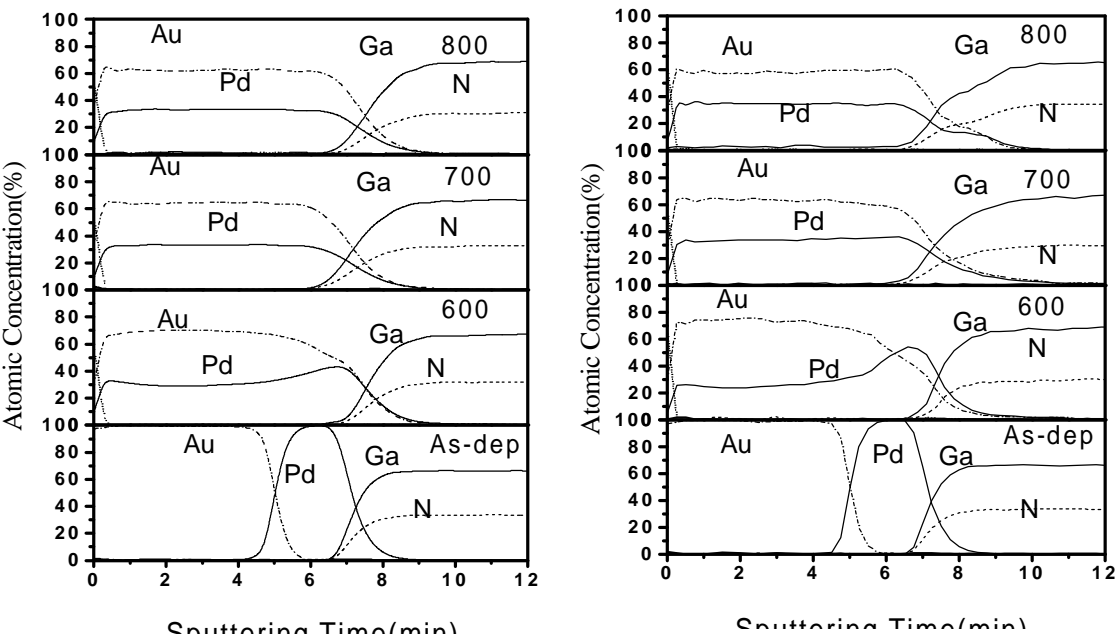 Atomic Concentration(%)
100
80
60
40
20
Au
Ga
800
Pd
N
100
80
60
40
20
Au
Ga
700
Pd
N
100
80
60
40
20
Au
Ga
600
Pd
N
100
80
60
40
20
0
Au
Pd
Ga
As-dep
N
0 2 4 6 8 10 12
Sputtering Time(min)
Atomic Concentration(%)
100
80
60
40
20
Au
Ga
800
Pd
N
100
80
60
40
20
Au
Ga
700
Pd
N
100
80
60
40
20
Au
Ga
600
Pd
N
100
80
60
40
20
0
Au
Pd
Ga
As-dep
N
0 2 4 6 8 10 12
Sputtering Time(min)